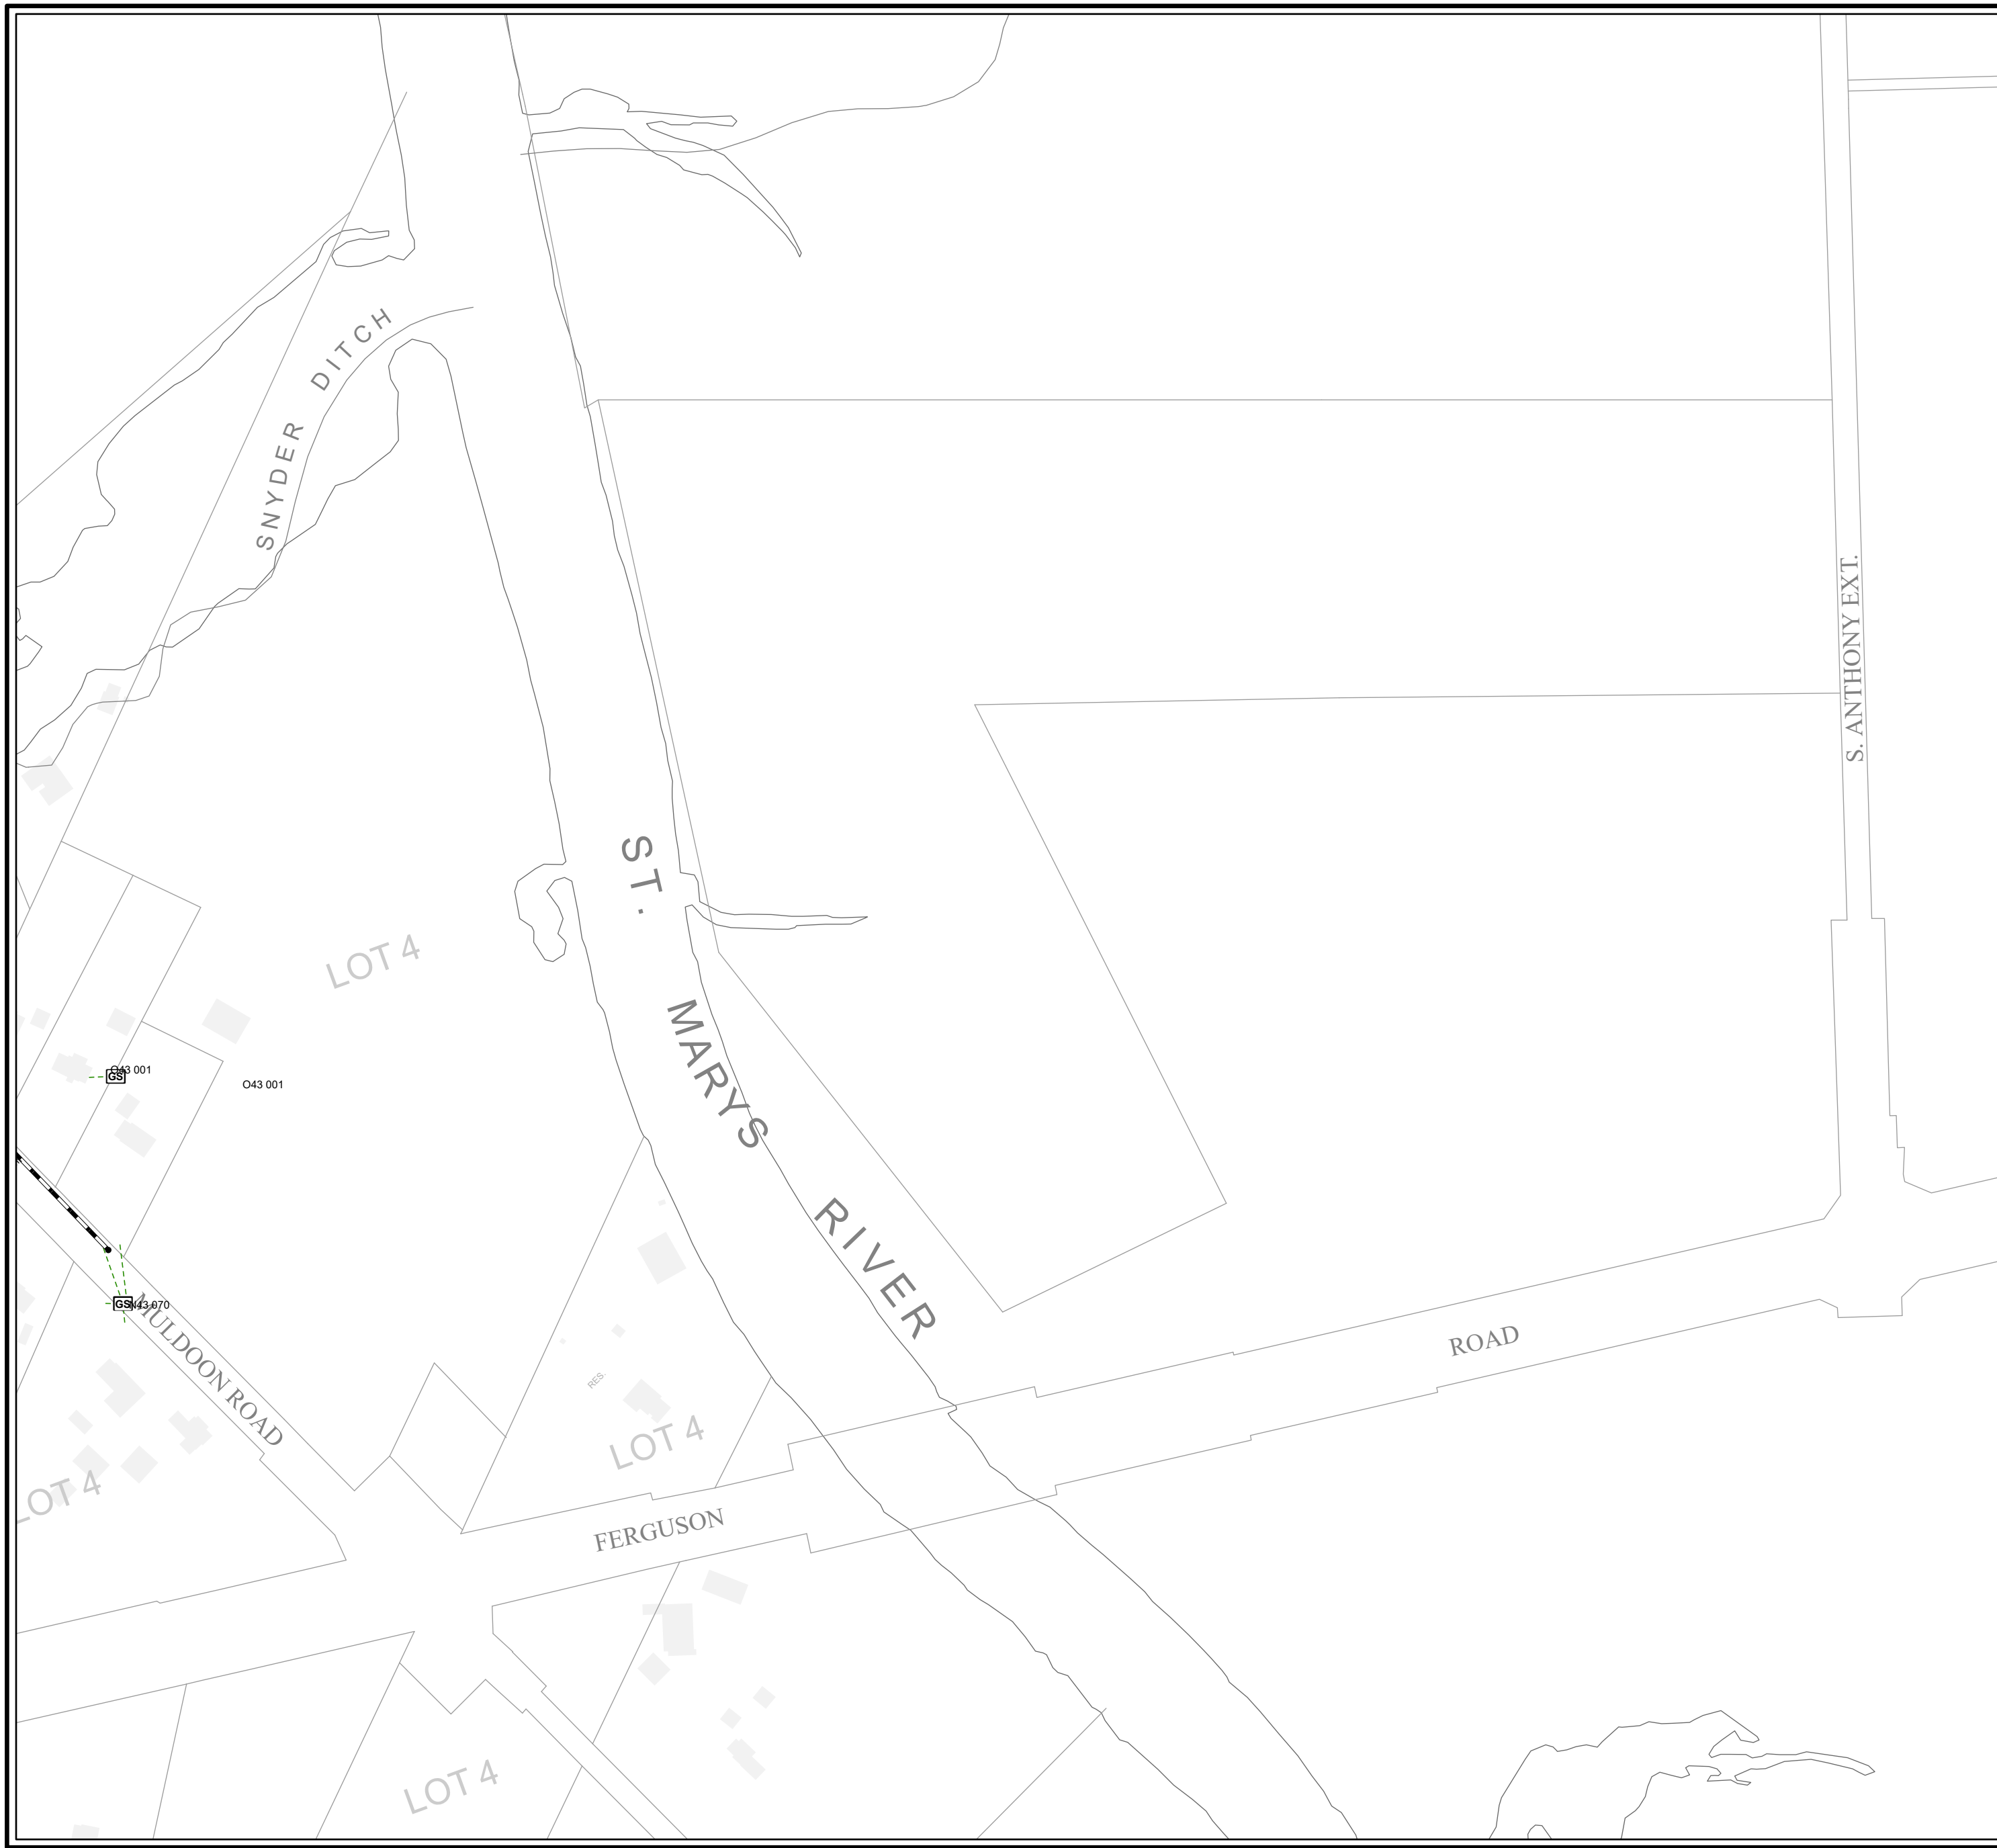 SNYDER DITCH
S. ANTHONY EXT.
ST. MARYS RIVER
LOT 4
O43 001
GS
O43 001
GS
N43 070
MULDOON ROAD
ROAD
RES.
LOT 4
LOT 4
FERGUSON
LOT 4